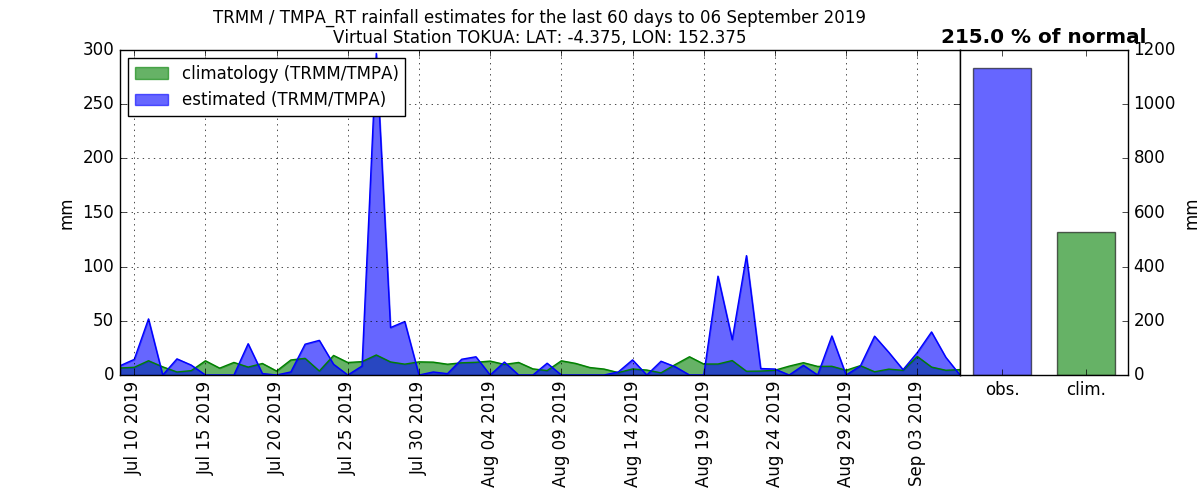 TRMM / TMPA_RT rainfall estimates for the last 60 days to 06 September 2019
Virtual Station TOKUA: LAT: -4.375, LON: 152.375
215.0 % of normal
climatology (TRMM/TMPA)
estimated (TRMM/TMPA)
mm
300
250
200
150
100
50
0
Jul 10 2019
Jul 15 2019
Jul 20 2019
Jul 25 2019
Jul 30 2019
Aug 04 2019
Aug 09 2019
Aug 14 2019
Aug 19 2019
Aug 24 2019
Aug 29 2019
Sep 03 2019
obs.
clim.
1200
1000
800
600
400
200
0
mm